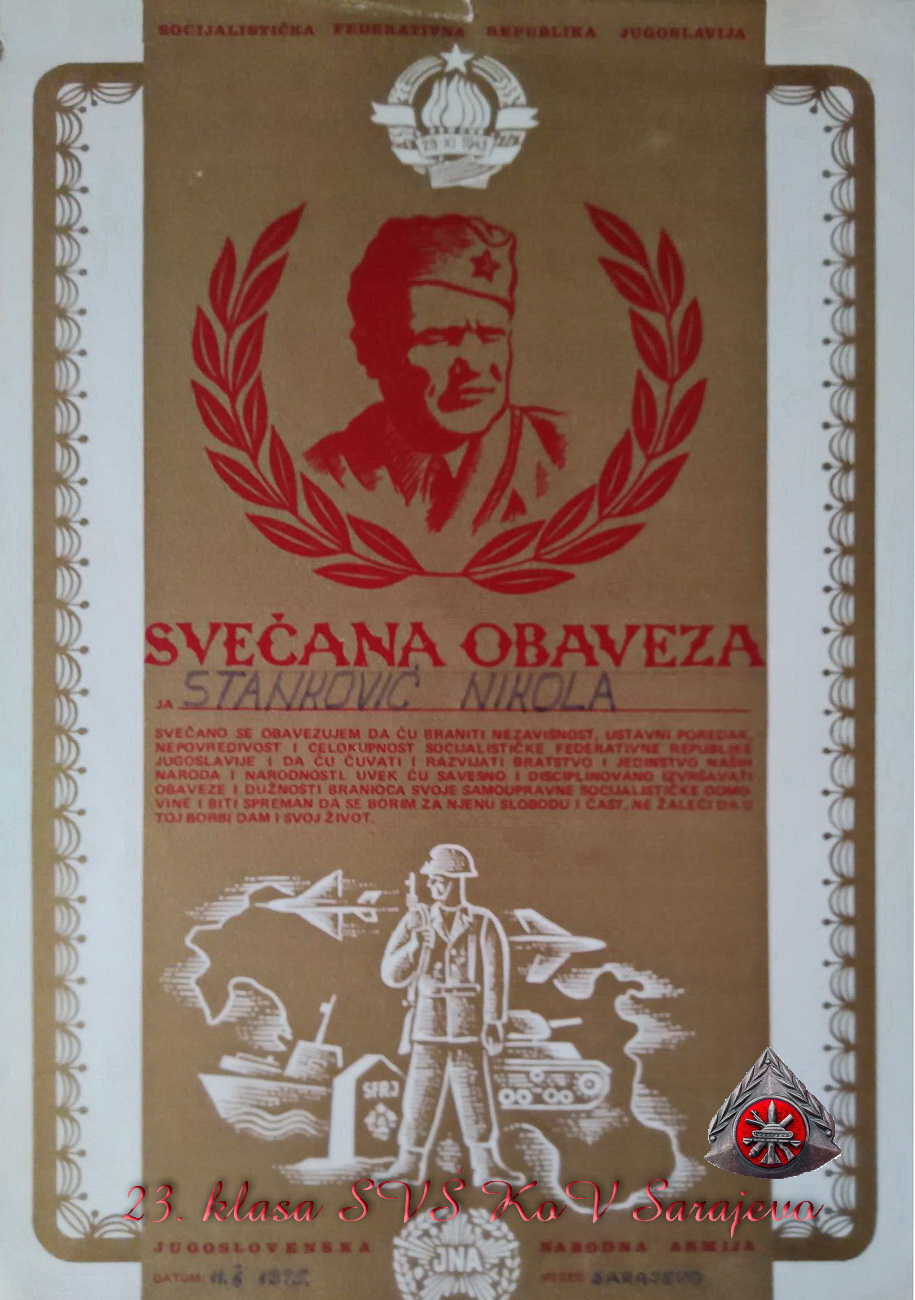 SOCIJALISTIČKA FEDERATIVNA REPUBLIKA JUGOSLAVIJA
29 XI 1943
SVEČANA OBAVEZA
JA STANKOVIĆ NIKOLA
SVEČANO SE OBAVEZUJEM DA ĆU BRANITI NEZAVISNOST, USTAVNI POREDAK,
NEPOVREDIVOST I CELOKUPNOST SOCIJALISTIČKE FEDERATIVNE REPUBLIKE
JUGOSLAVIJE I DA ĆU ČUVATI I RAZVIJATI BRATSTVO I JEDINSTVO NAŠIH
NARODA I NARODNOSTI. UVEK ĆU SAVESNO I DISCIPLINOVANO IZVRŠAVATI
OBAVEZE I DUŽNOSTI BRANIOCA SVOJE SAMOUPRAVNE SOCIJALISTIČKE DOMO-
VINE I BITI SPREMAN DA SE BORIM ZA NJENU SLOBODU I ČAST, NE ŽALEĆI DA U
TOJ BORBI DAM I SVOJ ŽIVOT.
SFRJ
23. klasa SVŠ KoV Sarajevo
JUGOSLOVENSKA NARODNA ARMIJA
JNA
DATUM SARAJEVO